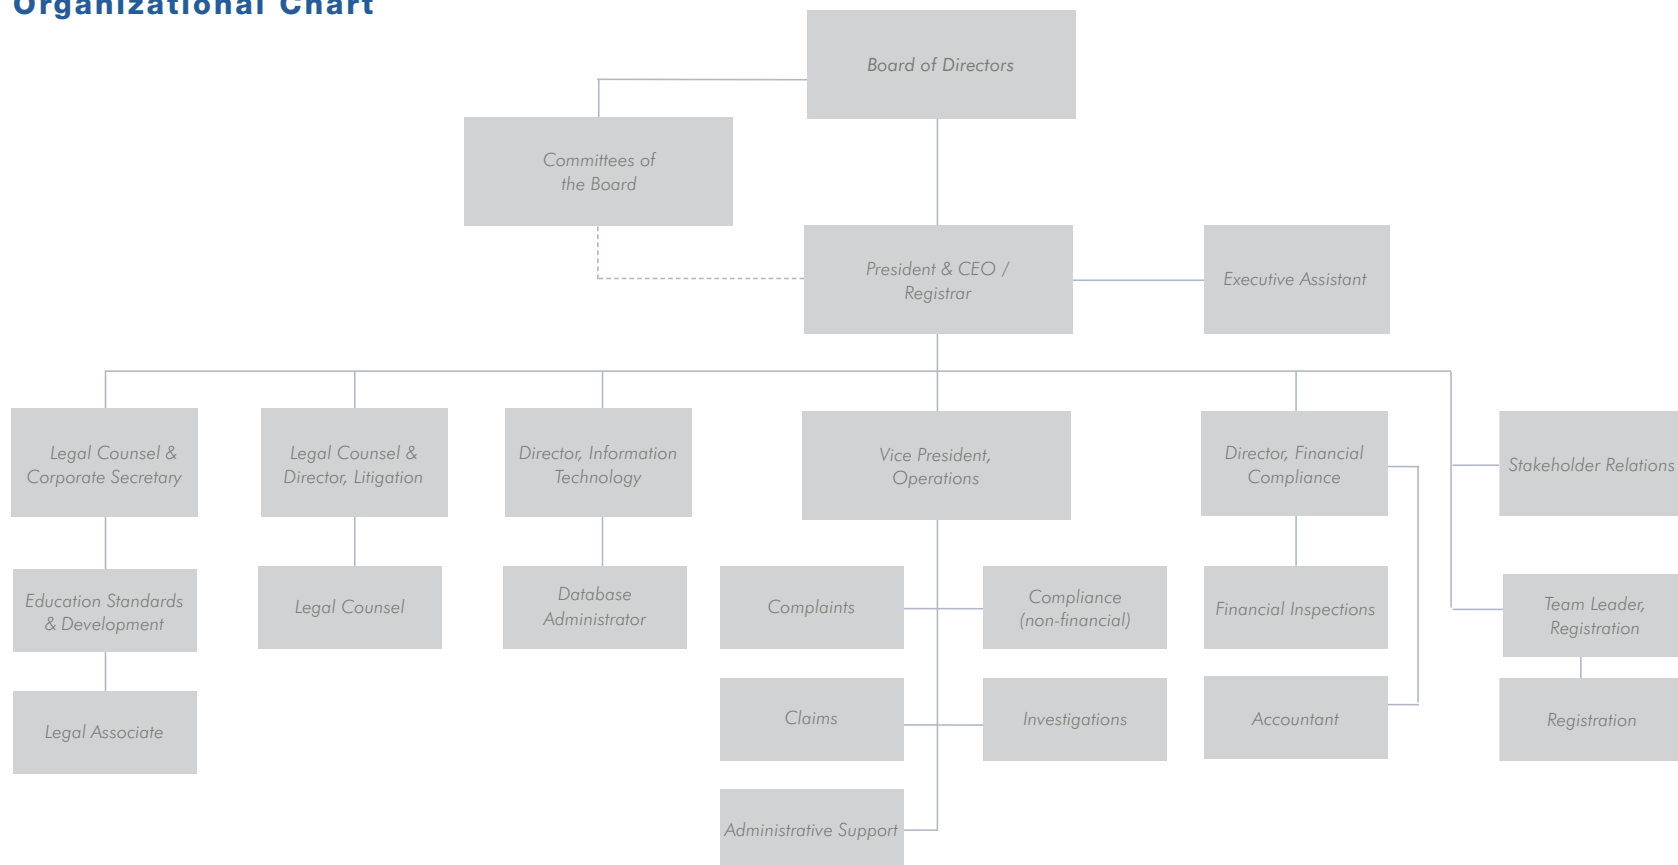 Organizational Chart
Board of Directors
Committees of
the Board
President & CEO /
Registrar
Executive Assistant
Legal Counsel &
Corporate Secretary
Legal Counsel &
Director, Litigation
Director, Information
Technology
Vice President,
Operations
Director, Financial
Compliance
Stakeholder Relations
Education Standards
& Development
Legal Counsel
Database
Administrator
Complaints
Compliance
(non-financial)
Financial Inspections
Team Leader,
Registration
Legal Associate
Claims
Investigations
Accountant
Registration
Administrative Support